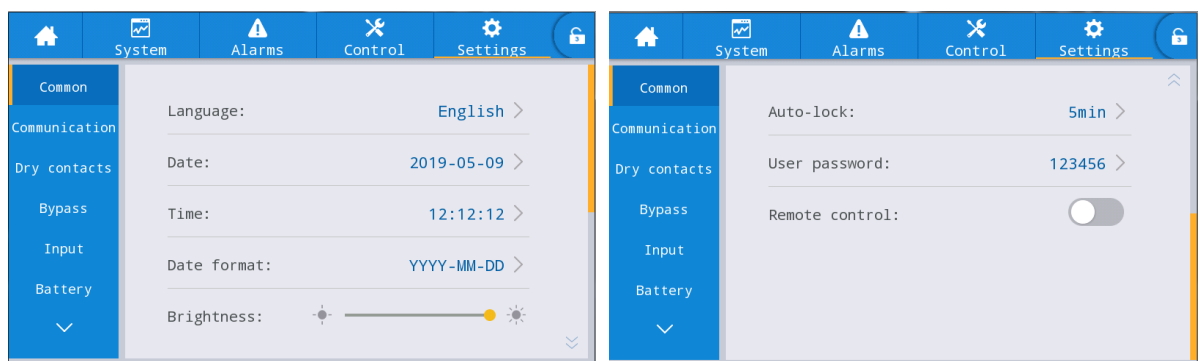 System
Alarms
Control
Settings
3
Common
Communication
Dry contacts
Bypass
Input
Battery
Language: English
Date: 2019-05-09
Time: 12:12:12
Date format: YYYY-MM-DD
Brightness:
System
Alarms
Control
Settings
3
Common
Communication
Dry contacts
Bypass
Input
Battery
Auto-lock: 5min
User password: 123456
Remote control: